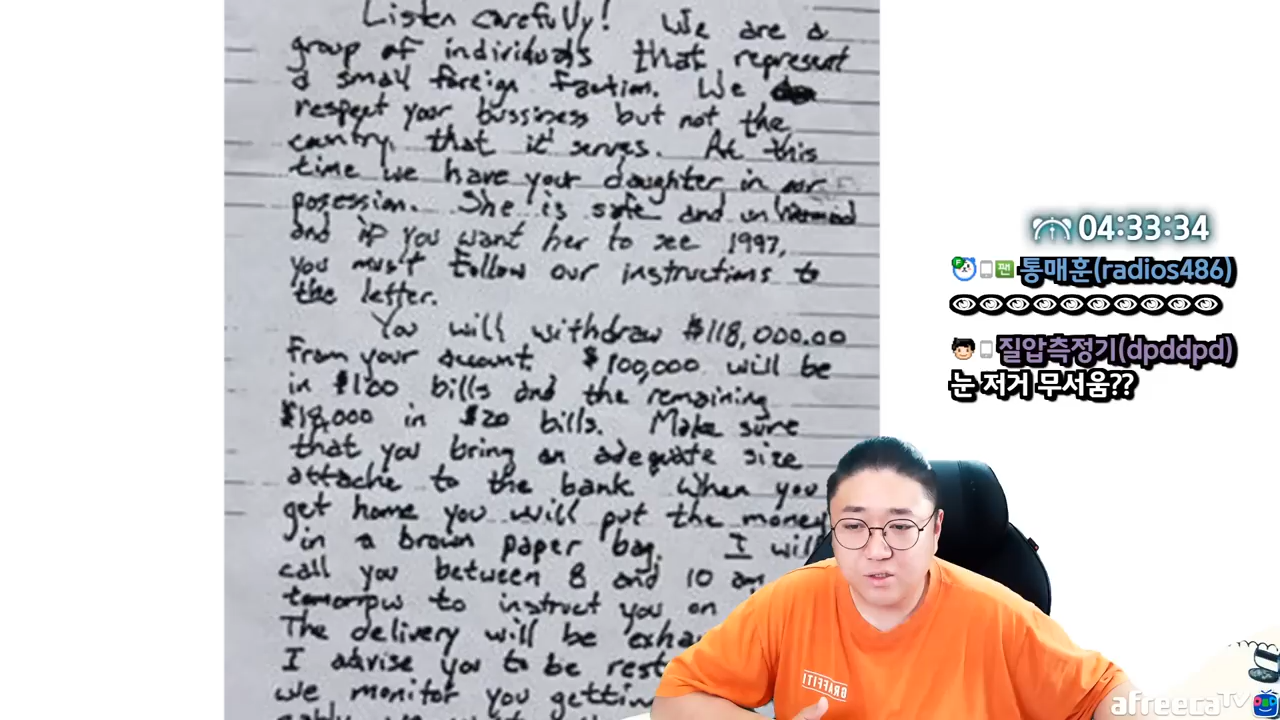 Listen carefully! We are a
group of individuals that represent
a small foreign faction. We
respect your bussiness but not the
country that it serves. At this
time we have your daughter in our
posession. She is safe and unharmed
and if you want her to see 1997,
you must follow our instructions to
the letter.
You will withdraw $118,000.00
from your account. $100,000 will be
in $100 bills and the remaining
$18,000 in $20 bills. Make sure
that you bring an adequate size
attache to the bank. When you
get home you will put the money
in a brown paper bag. I will
call you between 8 and 10 am
tomorrow to instruct you on
The delivery will be exhau
I advise you to be rest
we monitor you gettin
04:33:34
통매훈(radios486)
질압측정기(dpddpd)
눈 저거 무서움??
BRAFFITI
afreecaTV